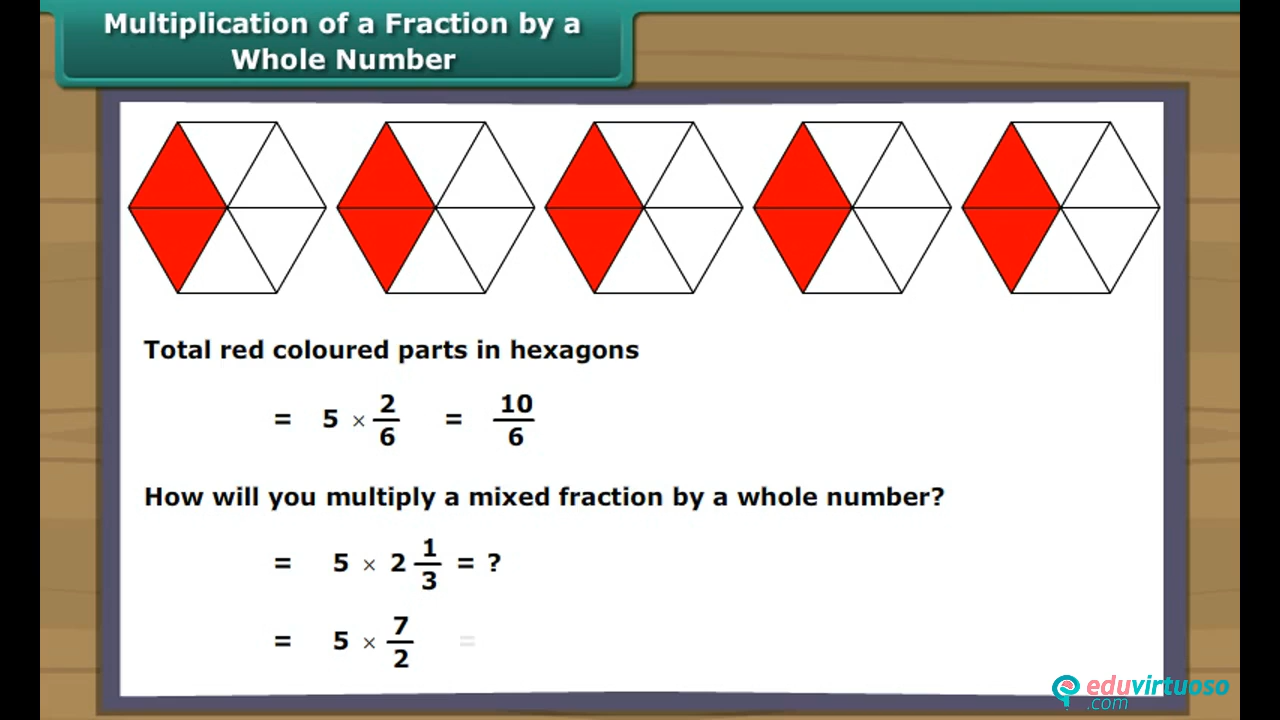 Multiplication of a Fraction by a
Whole Number
Total red coloured parts in hexagons
= 5 × 2/6 = 10/6
How will you multiply a mixed fraction by a whole number?
= 5 × 2 1/3 = ?
= 5 × 7/2 =
eduvirtuoso
.com